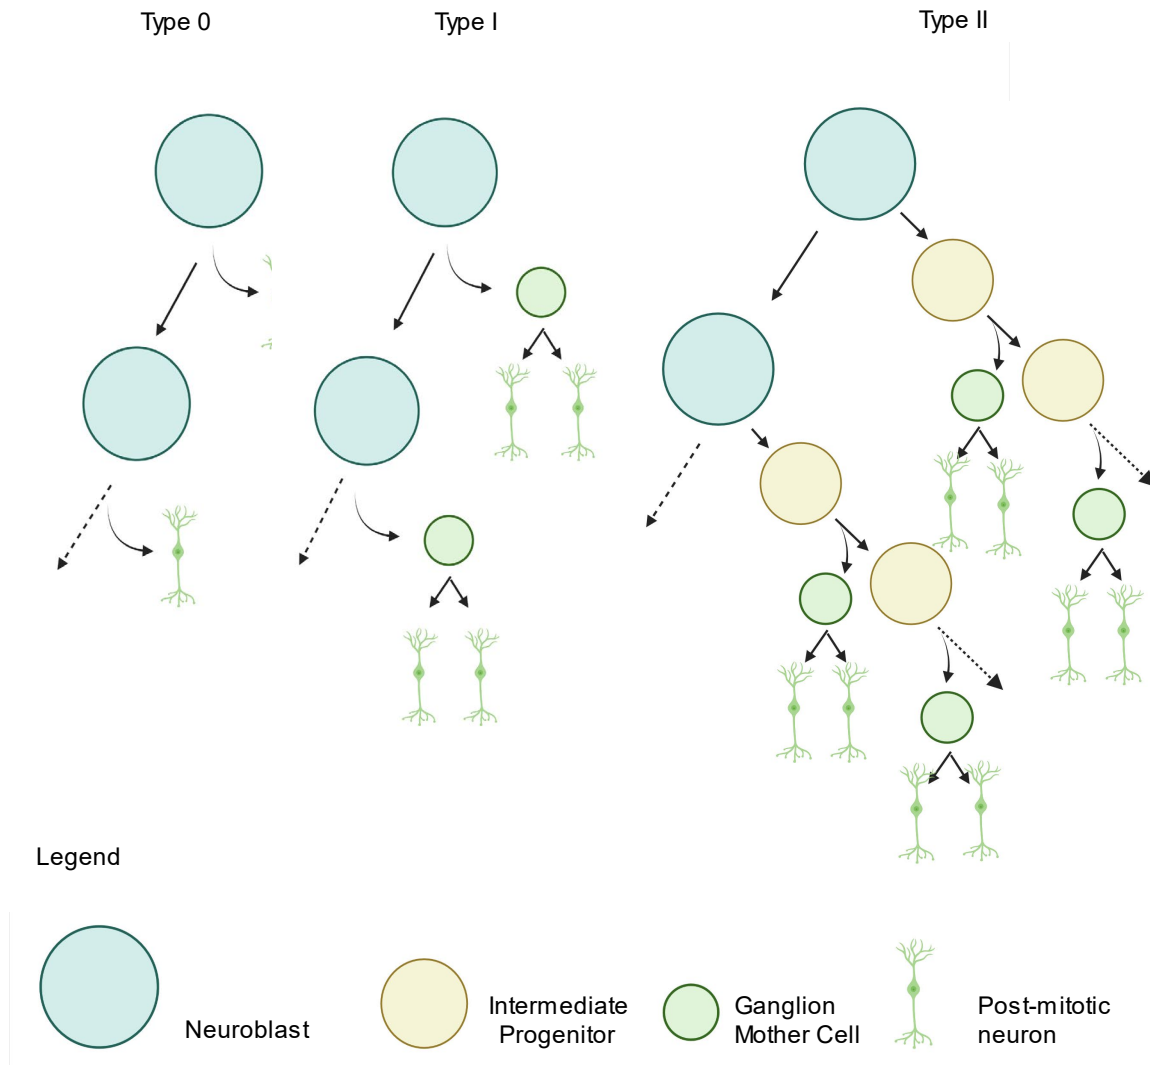 Type 0
Type I
Type II
Legend
Neuroblast
Intermediate
Progenitor
Ganglion
Mother Cell
Post-mitotic
neuron